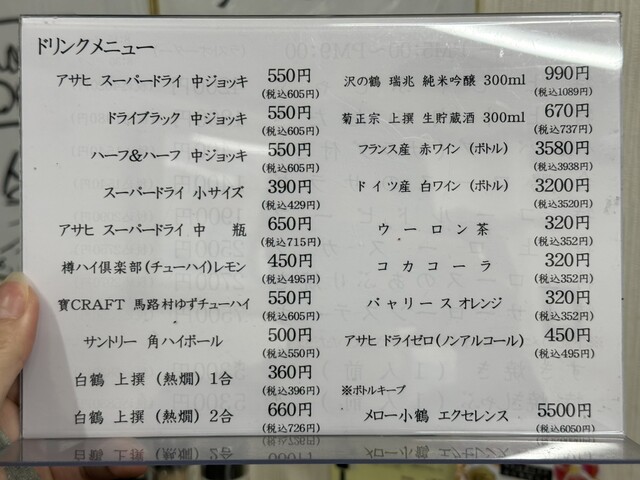 ドリンクメニュー
アサヒ スーパードライ 中ジョッキ 550円
(税込605円)
ドライブラック 中ジョッキ 550円
(税込605円)
ハーフ&ハーフ 中ジョッキ 550円
(税込605円)
スーパードライ 小サイズ 390円
(税込429円)
アサヒ スーパードライ 中 瓶 650円
(税込715円)
樽ハイ倶楽部(チューハイ)レモン 450円
(税込495円)
寶CRAFT 馬路村ゆずチューハイ 550円
(税込605円)
サントリー 角ハイボール 500円
(税込550円)
白鶴 上撰 (熱燗) 1合 360円
(税込396円)
白鶴 上撰 (熱燗) 2合 660円
(税込726円)
沢の鶴 瑞兆 純米吟醸 300ml 990円
(税込1089円)
菊正宗 上撰 生貯蔵酒 300ml 670円
(税込737円)
フランス産 赤ワイン (ボトル) 3580円
(税込3938円)
ドイツ産 白ワイン (ボトル) 3200円
(税込3520円)
ウーロン茶 320円
(税込352円)
コカコーラ 320円
(税込352円)
バャリース オレンジ 320円
(税込352円)
アサヒ ドライゼロ(ノンアルコール) 450円
(税込495円)
※ボトルキープ
メロー小鶴 エクセレンス 5500円
(税込6050円)